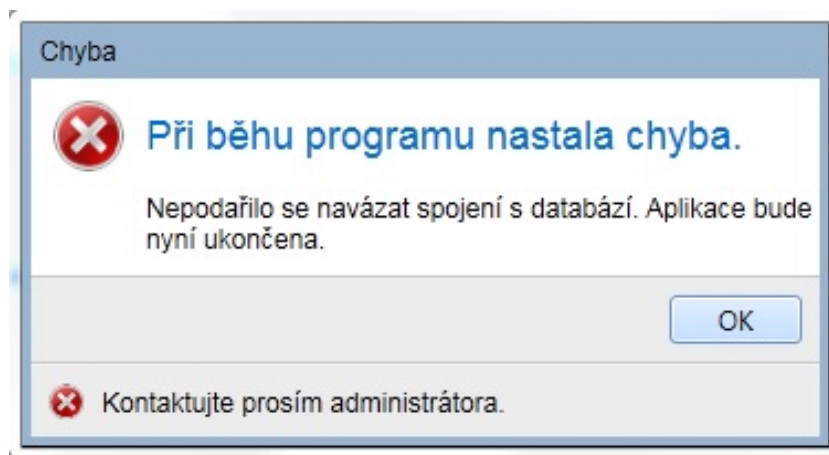 Chyba
Při běhu programu nastala chyba.
Nepodařilo se navázat spojení s databází. Aplikace bude
nyní ukončena.
OK
Kontaktujte prosím administrátora.